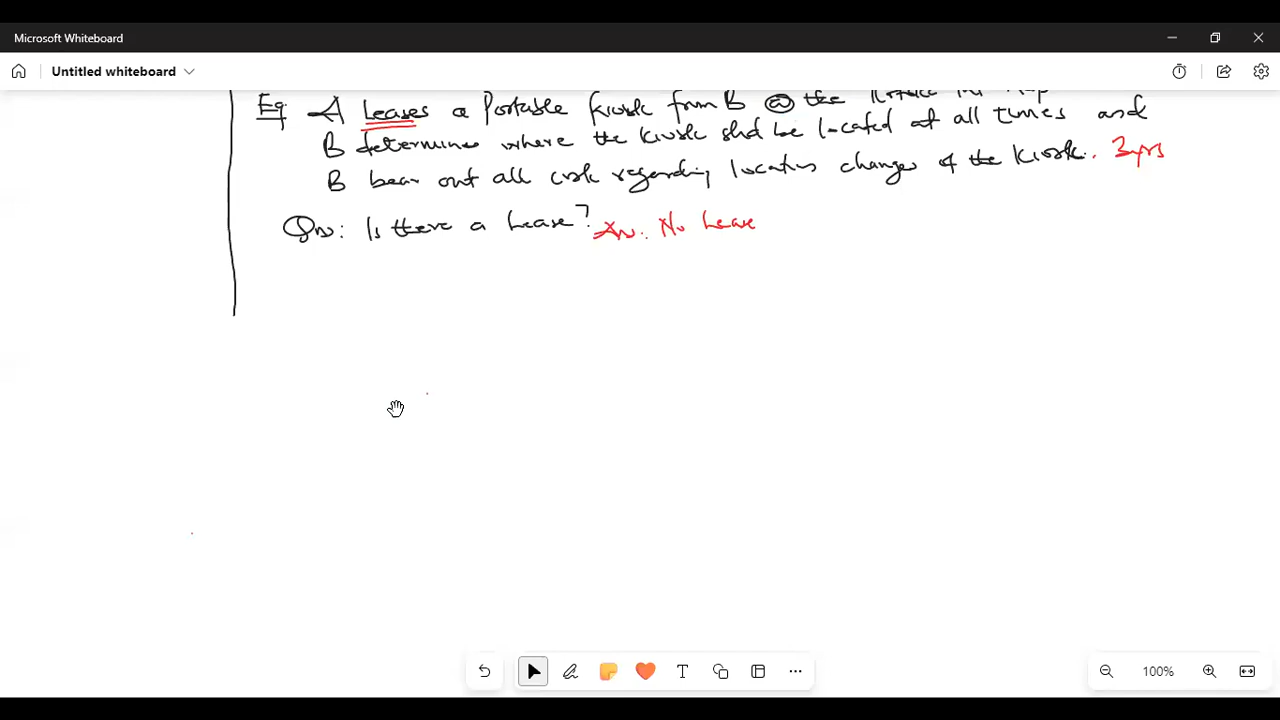 Microsoft Whiteboard
Untitled whiteboard
Eg A leases a Portable Kiosk from B @ the
B determines where the Kiosk shd be located at all times and
B bear out all regarding location changes of the Kiosk. 3yrs
Qn: Is there a Lease? An: No Lease
T
100%